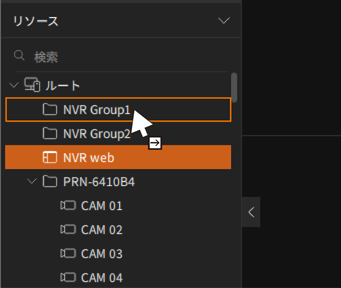 リソース
検索
ルート
NVR Group1
NVR Group2
NVR web
PRN-6410B4
CAM 01
CAM 02
CAM 03
CAM 04